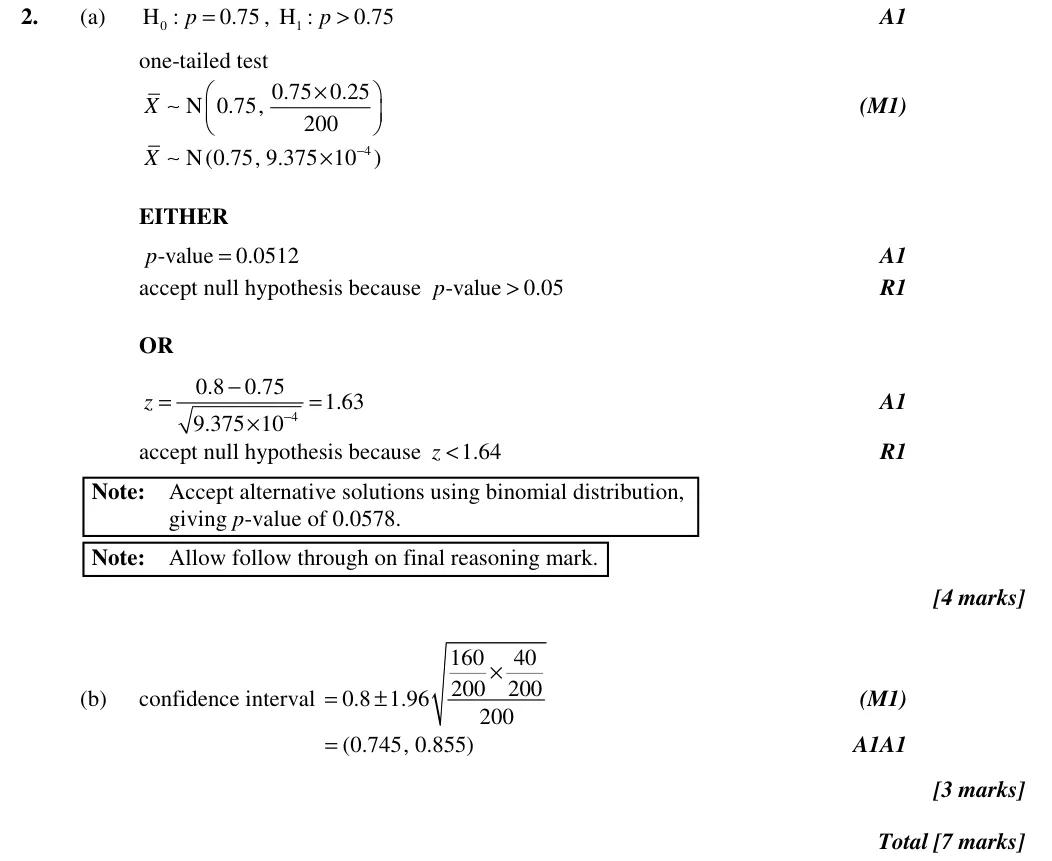 2. (a) H₀ : p = 0.75 , H₁ : p > 0.75 A1
one-tailed test
X̄ ~ N(0.75, (0.75×0.25)/200) (M1)
X̄ ~ N(0.75, 9.375×10⁻⁴)
EITHER
p-value = 0.0512 A1
accept null hypothesis because p-value > 0.05 R1
OR
z = (0.8 − 0.75)/√(9.375×10⁻⁴) = 1.63 A1
accept null hypothesis because z < 1.64 R1
Note: Accept alternative solutions using binomial distribution,
giving p-value of 0.0578.
Note: Allow follow through on final reasoning mark.
[4 marks]
(b) confidence interval = 0.8 ± 1.96√((160/200 × 40/200)/200) (M1)
= (0.745, 0.855) A1A1
[3 marks]
Total [7 marks]